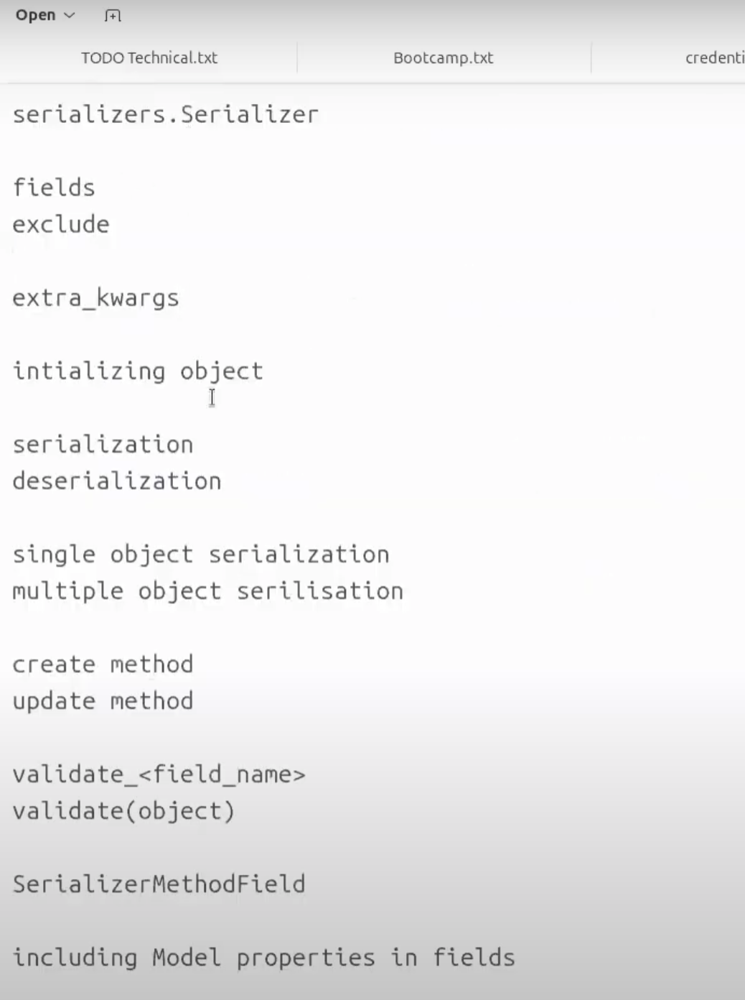 Open
TODO Technical.txt
Bootcamp.txt
credenti
serializers.Serializer
fields
exclude
extra_kwargs
intializing object
serialization
deserialization
single object serialization
multiple object serilisation
create method
update method
validate_<field_name>
validate(object)
SerializerMethodField
including Model properties in fields